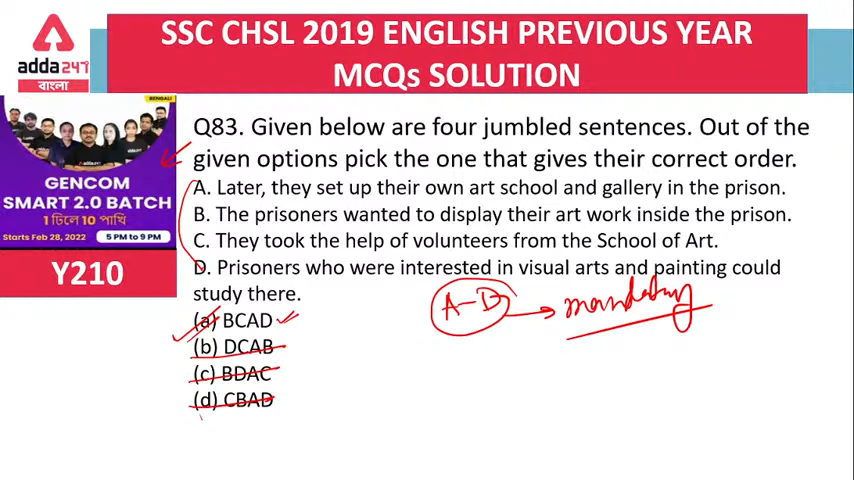 SSC CHSL 2019 ENGLISH PREVIOUS YEAR
MCQs SOLUTION
adda247
বাংলা
BENGALI
GENCOM
SMART 2.0 BATCH
1 ঢিলে 10 পাখি
Starts Feb 28, 2022
5 PM to 9 PM
Y210
Q83. Given below are four jumbled sentences. Out of the
given options pick the one that gives their correct order.
A. Later, they set up their own art school and gallery in the prison.
B. The prisoners wanted to display their art work inside the prison.
C. They took the help of volunteers from the School of Art.
D. Prisoners who were interested in visual arts and painting could
study there.
(a) BCAD
(b) DCAB
(c) BDAC
(d) CBAD
A-D
mandatory